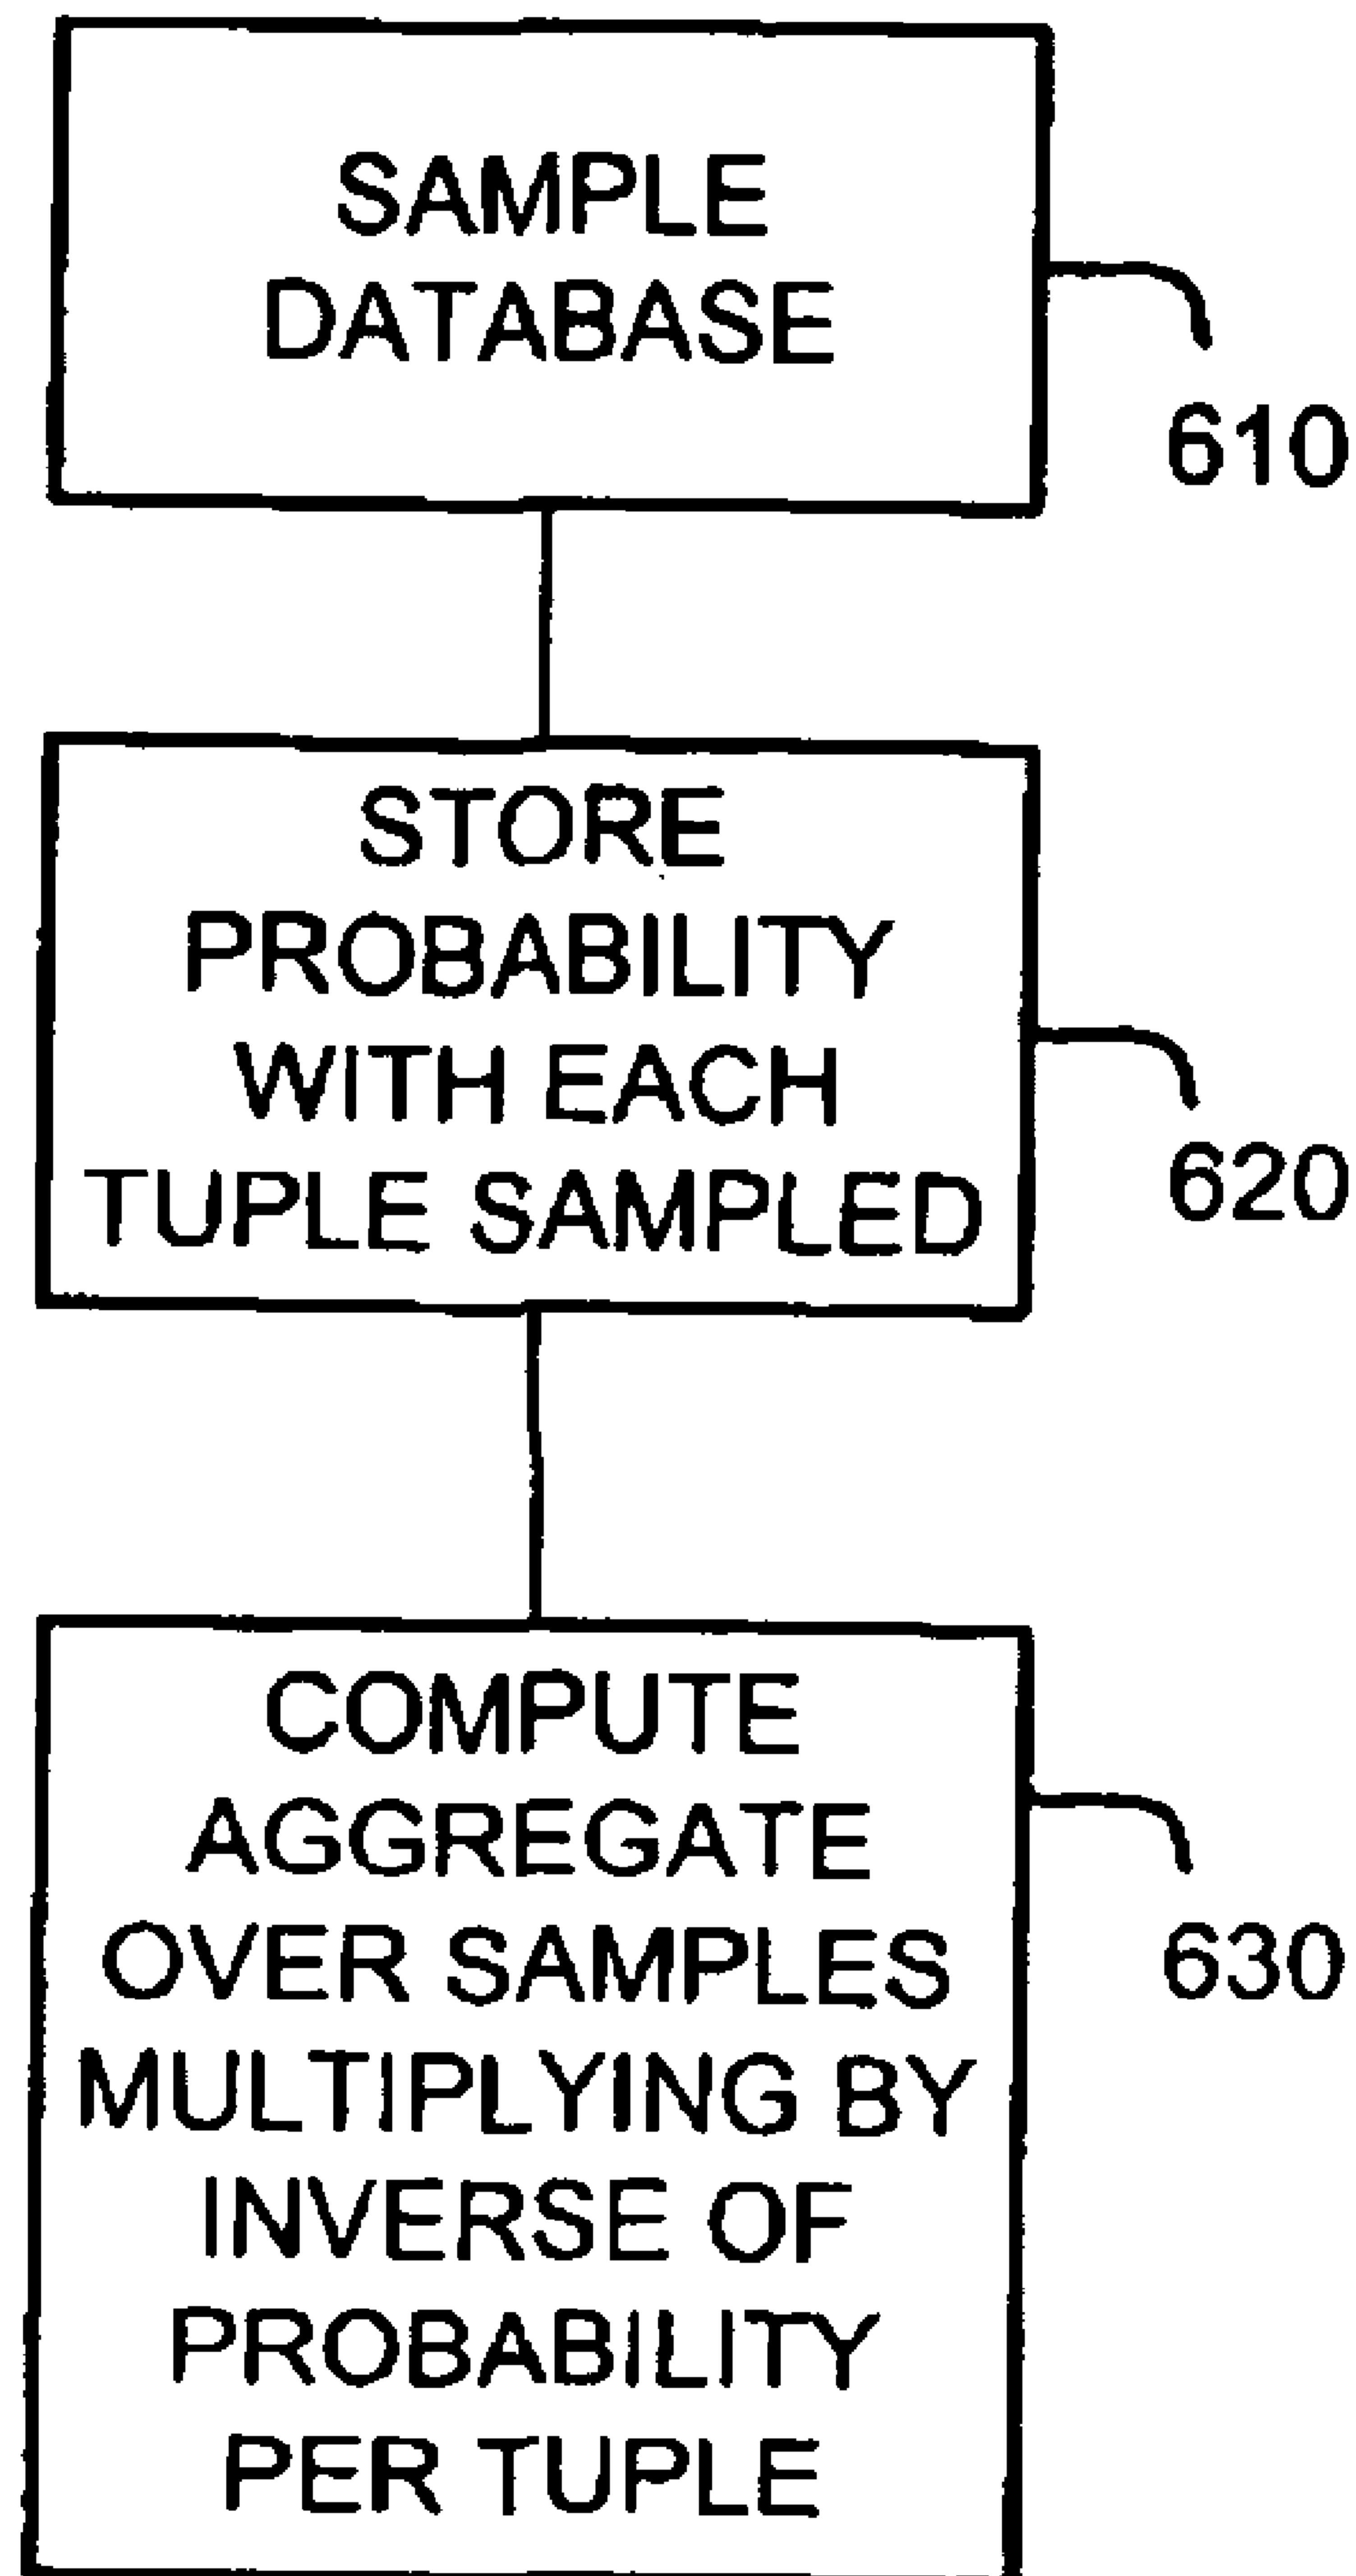 SAMPLE
DATABASE
610
STORE
PROBABILITY
WITH EACH
TUPLE SAMPLED
620
COMPUTE
AGGREGATE
OVER SAMPLES
MULTIPLYING BY
INVERSE OF
PROBABILITY
PER TUPLE
630